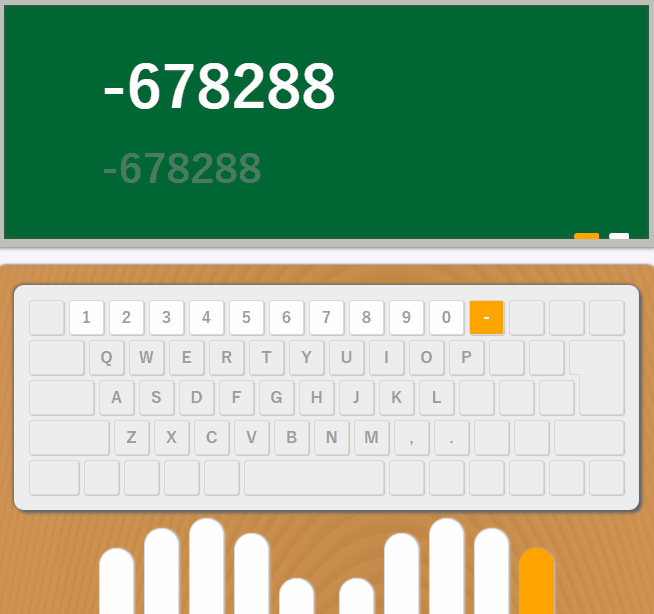 -678288
-678288
1 2 3 4 5 6 7 8 9 0 -
Q W E R T Y U I O P
A S D F G H J K L
Z X C V B N M , .